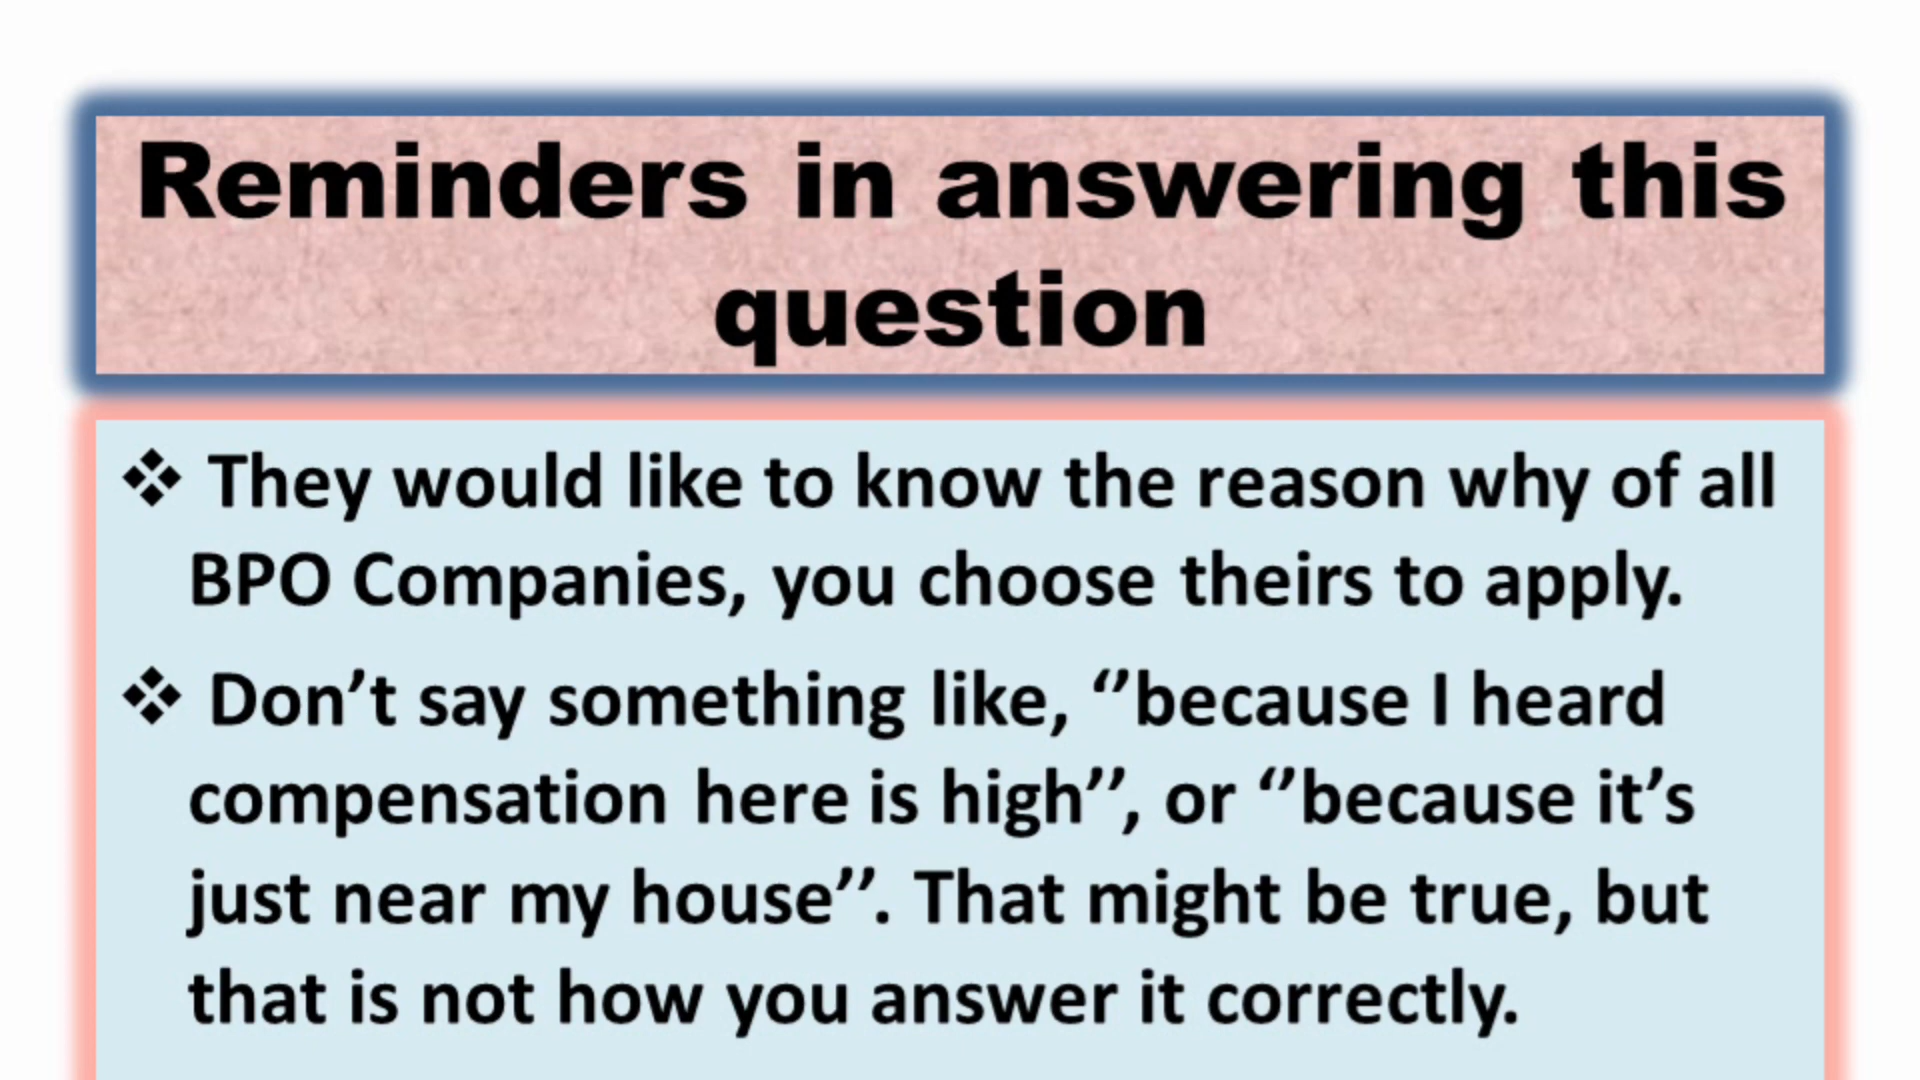 Reminders in answering this
question
❖ They would like to know the reason why of all
BPO Companies, you choose theirs to apply.
❖ Don’t say something like, ‘’because I heard
compensation here is high’’, or ‘’because it’s
just near my house’’. That might be true, but
that is not how you answer it correctly.